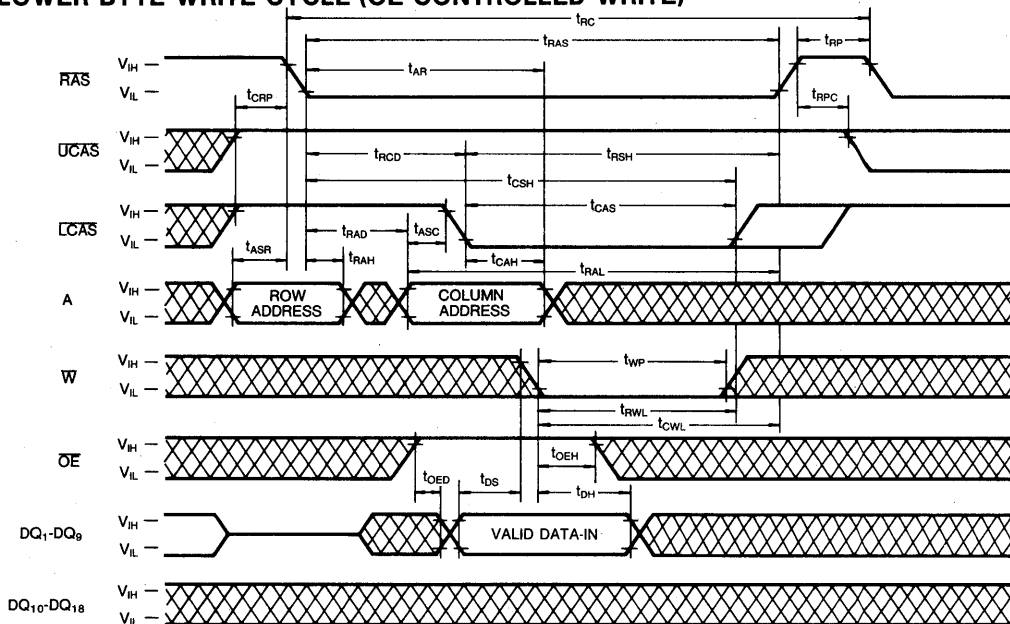 LOWER BYTE WRITE CYCLE (OE CONTROLLED WRITE)
tRC
tRAS
tRP
RAS
VIH
VIL
tAR
tCRP
tRPC
UCAS
VIH
VIL
tRCD
tRSH
tCSH
LCAS
VIH
VIL
tCAS
tRAD
tASC
tASR
tRAH
tCAH
tRAL
A
VIH
VIL
ROW
ADDRESS
COLUMN
ADDRESS
W
VIH
VIL
tWP
tRWL
tCWL
OE
VIH
VIL
tOEH
tOED
tDS
tDH
DQ1-DQ9
VIH
VIL
VALID DATA-IN
DQ10-DQ18
VIH
VIL